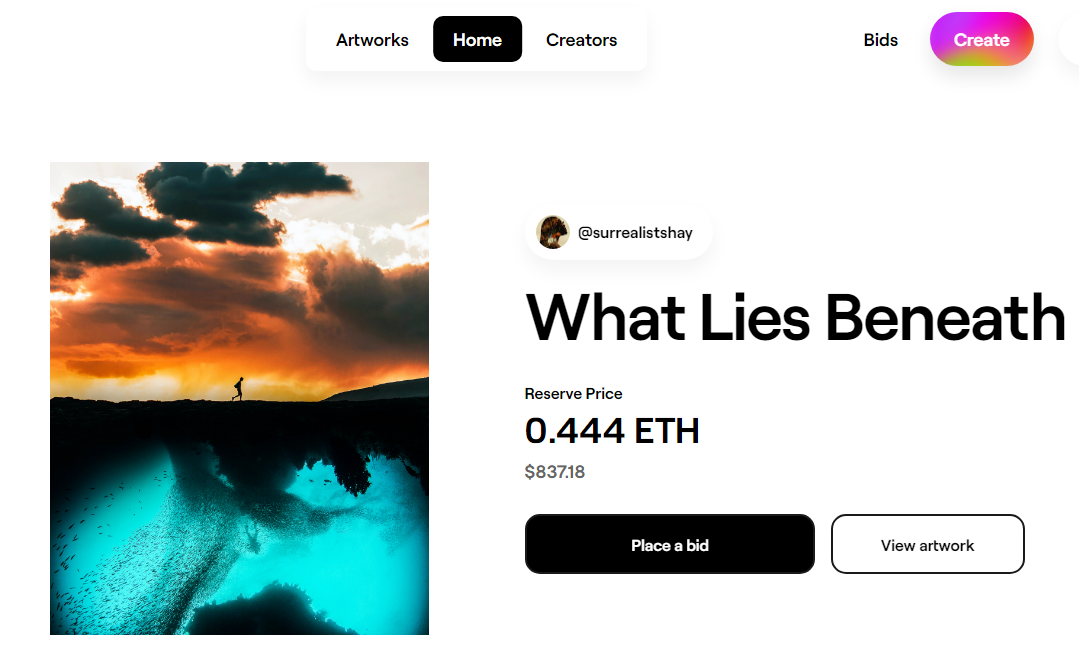 Artworks Home Creators Bids Create
@surrealistshay
What Lies Beneath
Reserve Price
0.444 ETH
$837.18
Place a bid View artwork